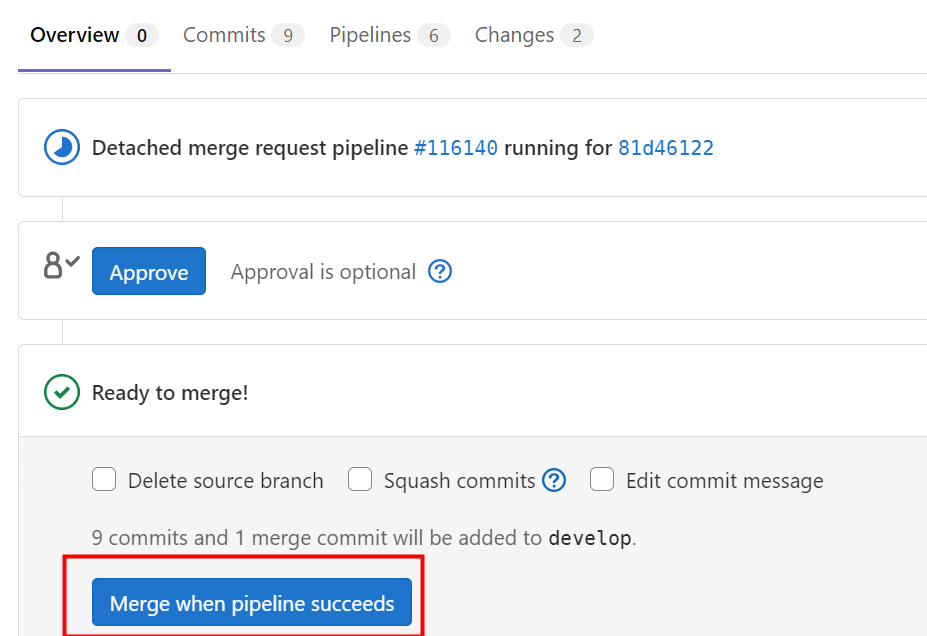 Overview 0 Commits 9 Pipelines 6 Changes 2
Detached merge request pipeline #116140 running for 81d46122
Approve Approval is optional ?
Ready to merge!
Delete source branch Squash commits ? Edit commit message
9 commits and 1 merge commit will be added to develop.
Merge when pipeline succeeds